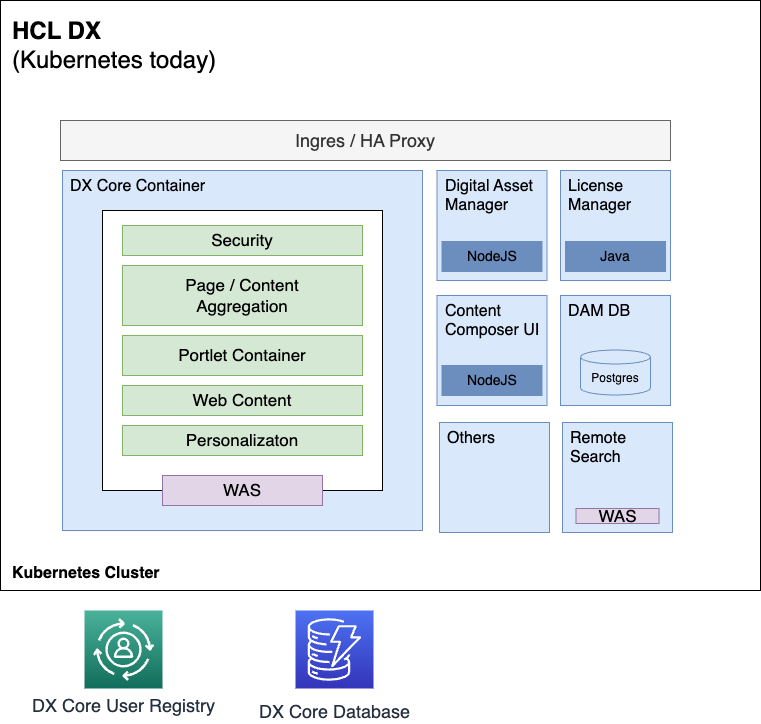 HCL DX
(Kubernetes today)
Ingres / HA Proxy
DX Core Container
Security
Page / Content
Aggregation
Portlet Container
Web Content
Personalizaton
WAS
Digital Asset
Manager
NodeJS
License
Manager
Java
Content
Composer UI
NodeJS
DAM DB
Postgres
Others
Remote
Search
WAS
Kubernetes Cluster
DX Core User Registry
DX Core Database